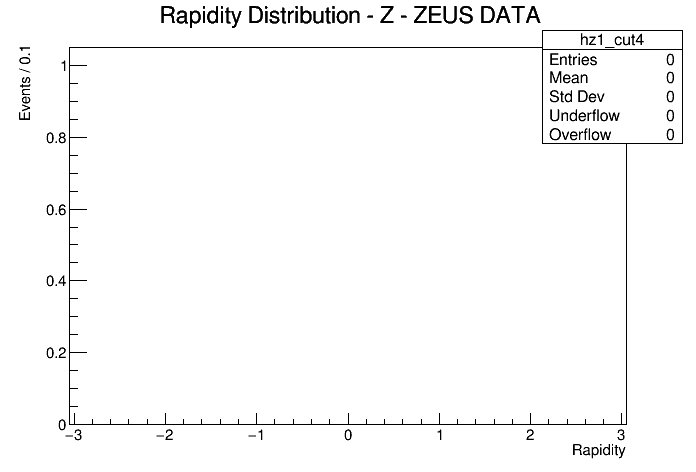 Rapidity Distribution - Z - ZEUS DATA
hz1_cut4
Entries 0
Mean 0
Std Dev 0
Underflow 0
Overflow 0
Events / 0.1
1
0.8
0.6
0.4
0.2
0
−3 −2 −1 0 1 2 3
Rapidity